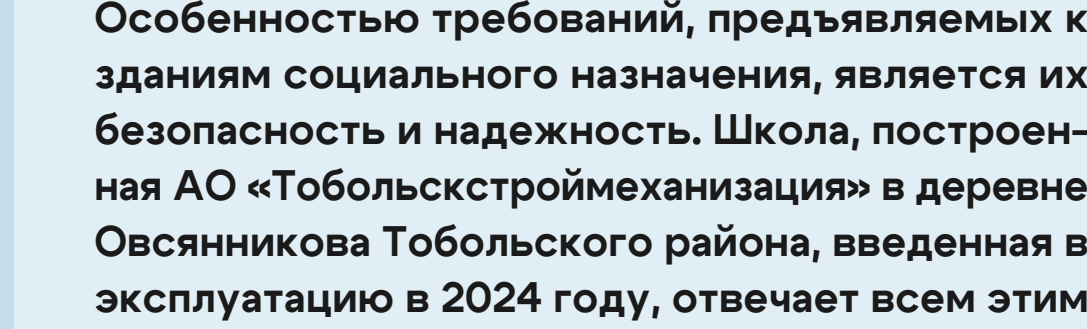 Особенностью требований, предъявляемых к
зданиям социального назначения, является их
безопасность и надежность. Школа, построен-
ная АО «Тобольскстроймеханизация» в деревне
Овсянникова Тобольского района, введенная в
эксплуатацию в 2024 году, отвечает всем этим